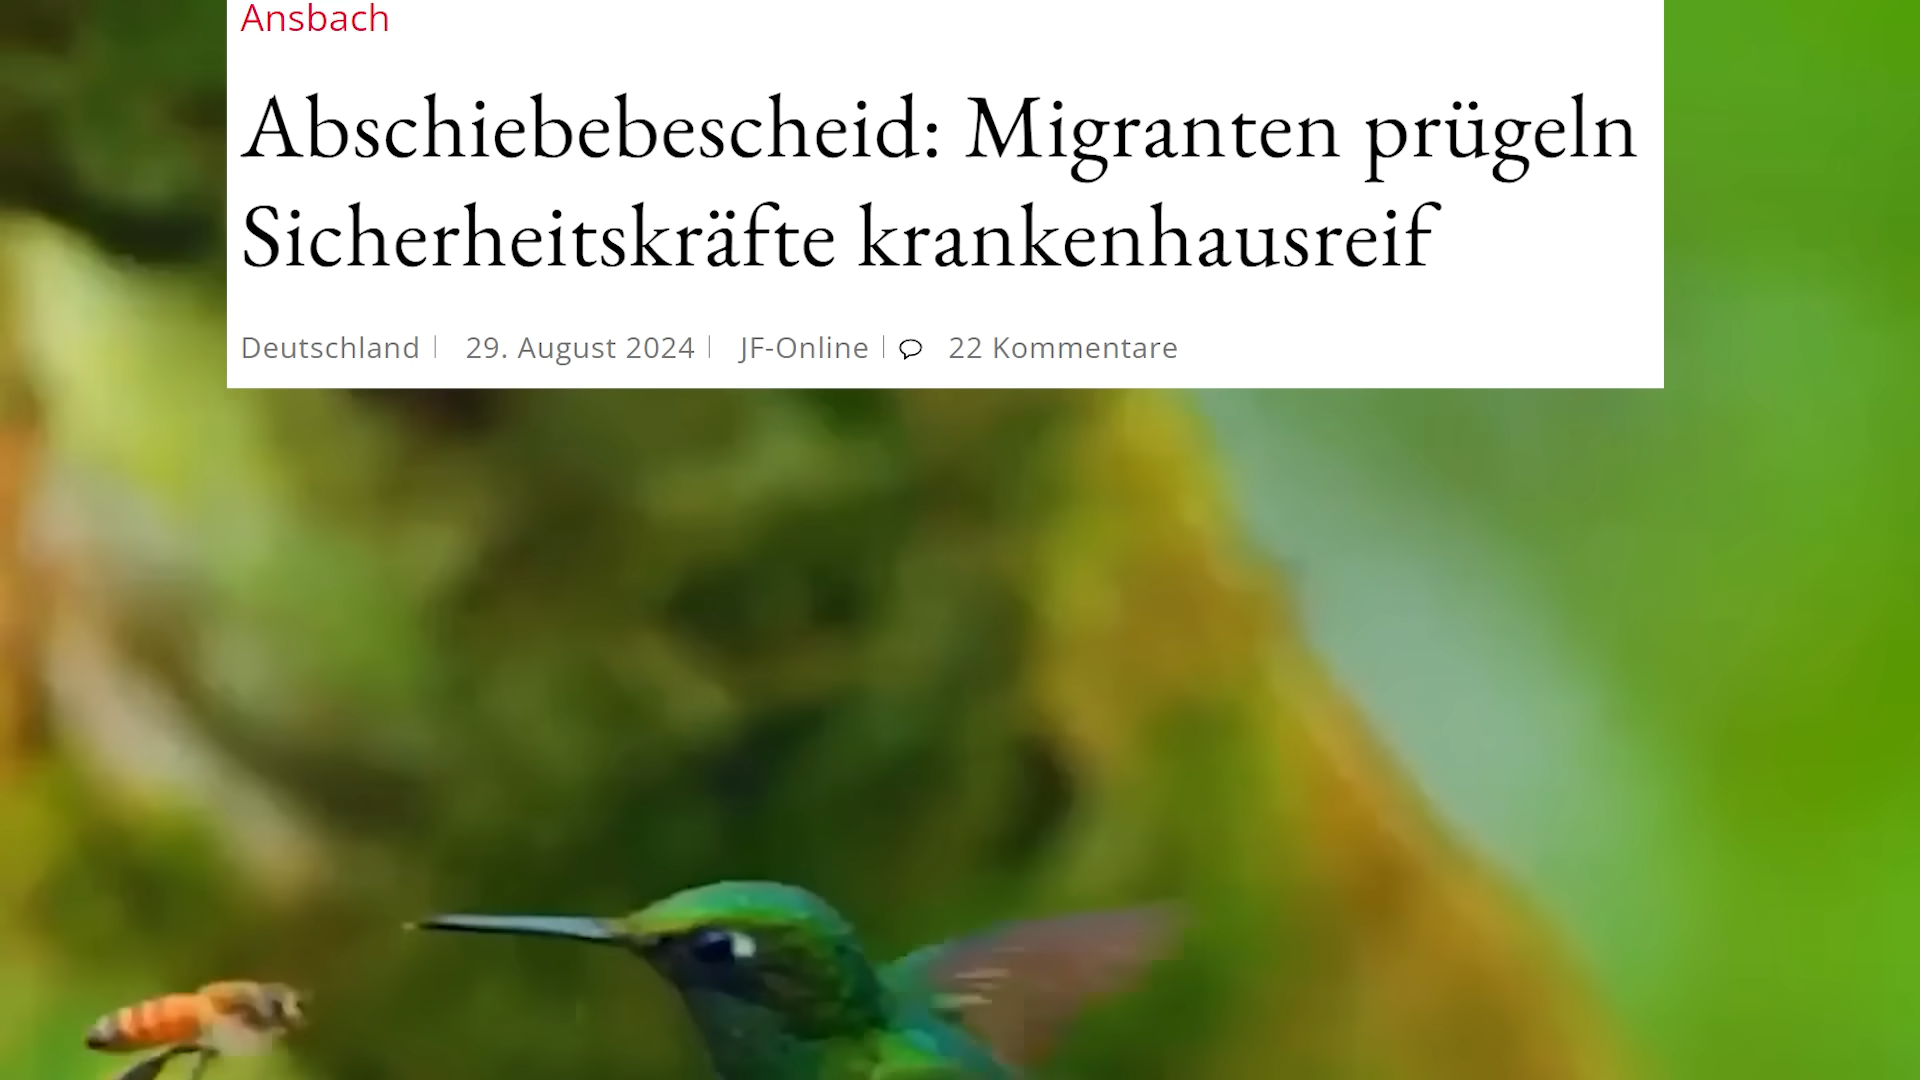 Ansbach
Abschiebebescheid: Migranten prügeln
Sicherheitskräfte krankenhausreif
Deutschland | 29. August 2024 | JF-Online | 22 Kommentare